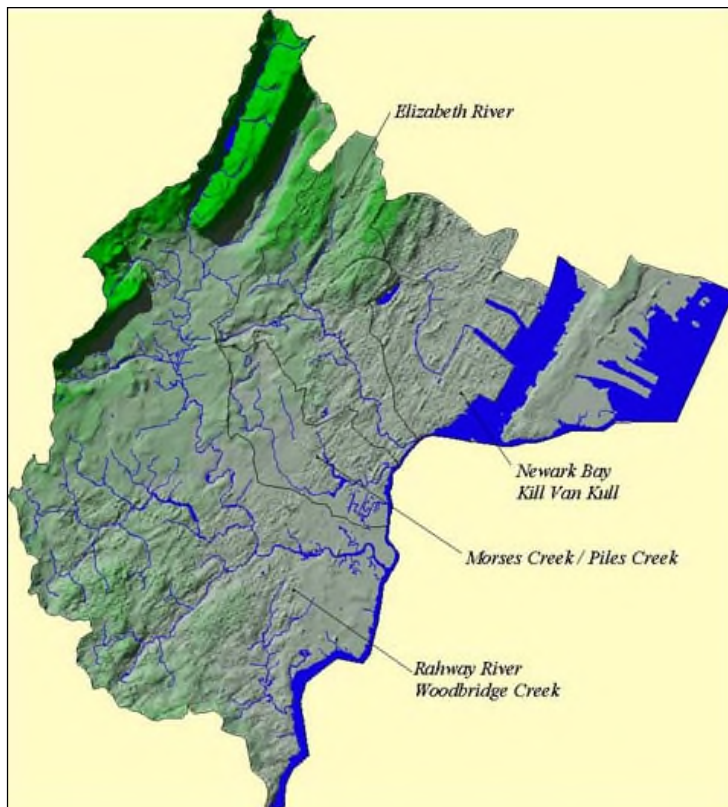 Elizabeth River
Newark Bay
Kill Van Kull
Morses Creek / Piles Creek
Rahway River
Woodbridge Creek